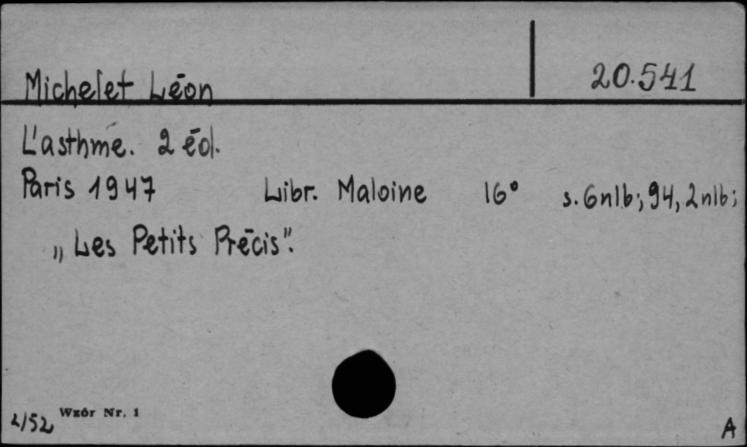 Michelet Léon
20.541
L'asthme. 2 éd.
Paris 1947 Libr. Maloine 16° s. 6nlb; 94, 2nlb;
„Les Petits Précis".
2/52 Wzór Nr. 1
A